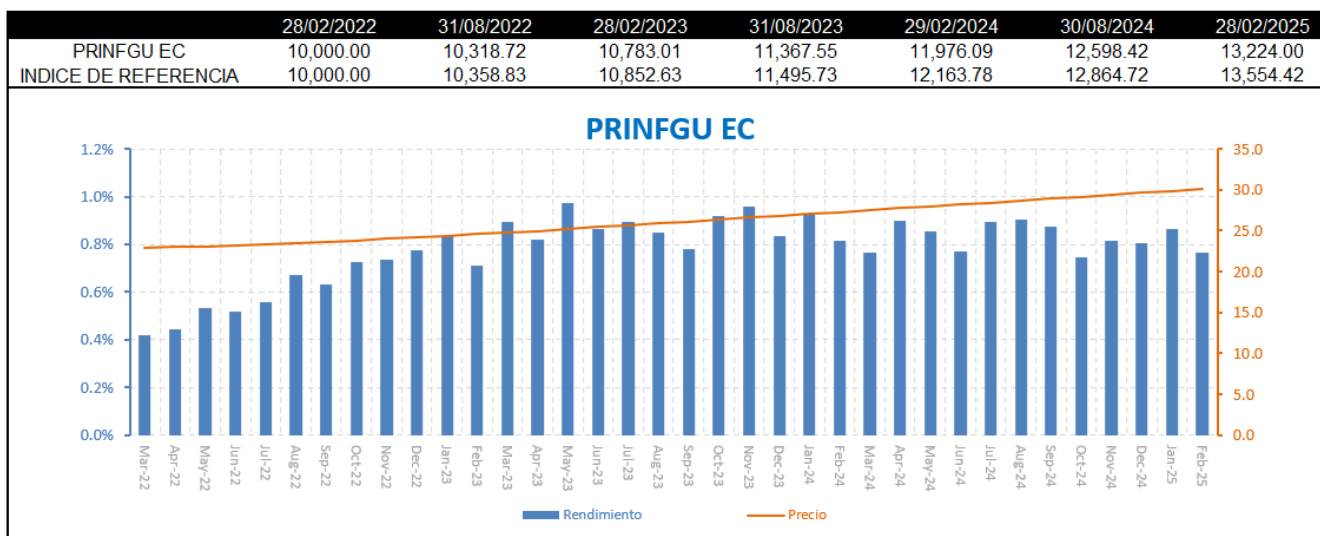 28/02/2022 31/08/2022 28/02/2023 31/08/2023 29/02/2024 30/08/2024 28/02/2025
PRINFGU EC 10,000.00 10,318.72 10,783.01 11,367.55 11,976.09 12,598.42 13,224.00
INDICE DE REFERENCIA 10,000.00 10,358.83 10,852.63 11,495.73 12,163.78 12,864.72 13,554.42
PRINFGU EC
1.2% 35.0
1.0% 30.0
25.0
0.8%
20.0
0.6%
15.0
0.4%
10.0
0.2%
5.0
0.0% 0.0
Mar-22 Apr-22 May-22 Jun-22 Jul-22 Aug-22 Sep-22 Oct-22 Nov-22 Dec-22 Jan-23 Feb-23 Mar-23 Apr-23 May-23 Jun-23 Jul-23 Aug-23 Sep-23 Oct-23 Nov-23 Dec-23 Jan-24 Feb-24 Mar-24 Apr-24 May-24 Jun-24 Jul-24 Aug-24 Sep-24 Oct-24 Nov-24 Dec-24 Jan-25 Feb-25
Rendimiento Precio